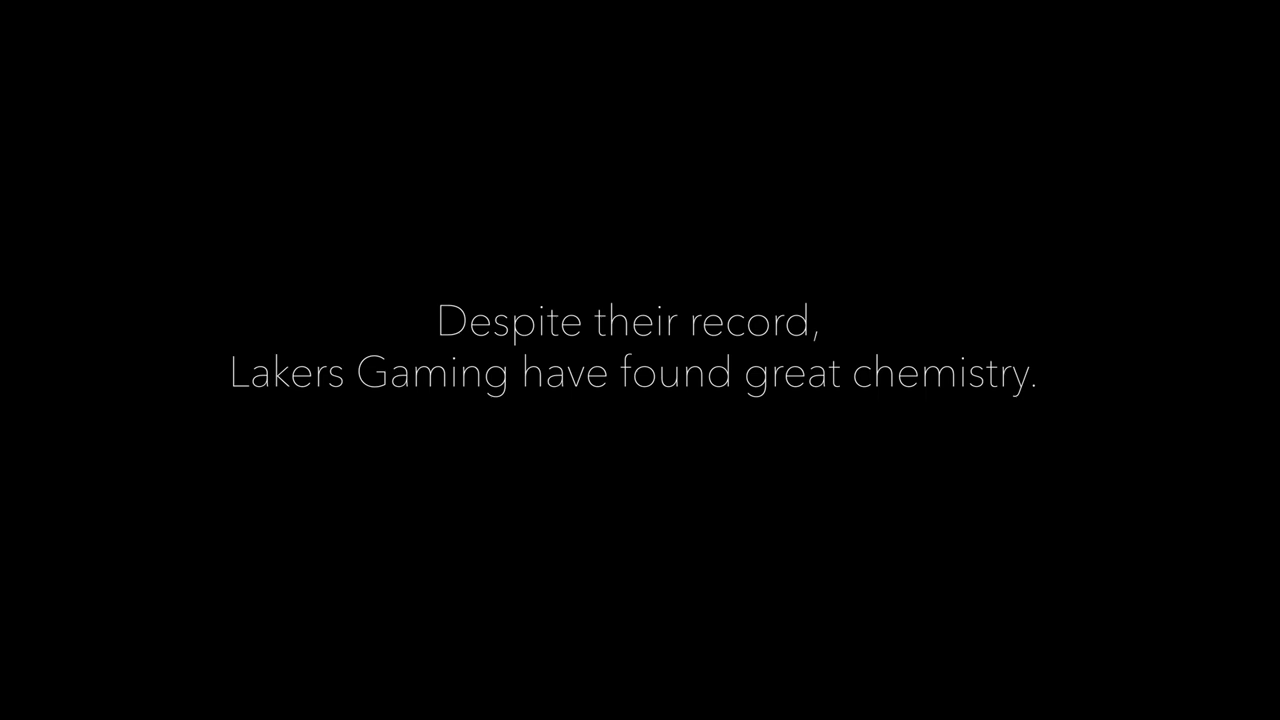 Despite their record,
Lakers Gaming have found great chemistry.